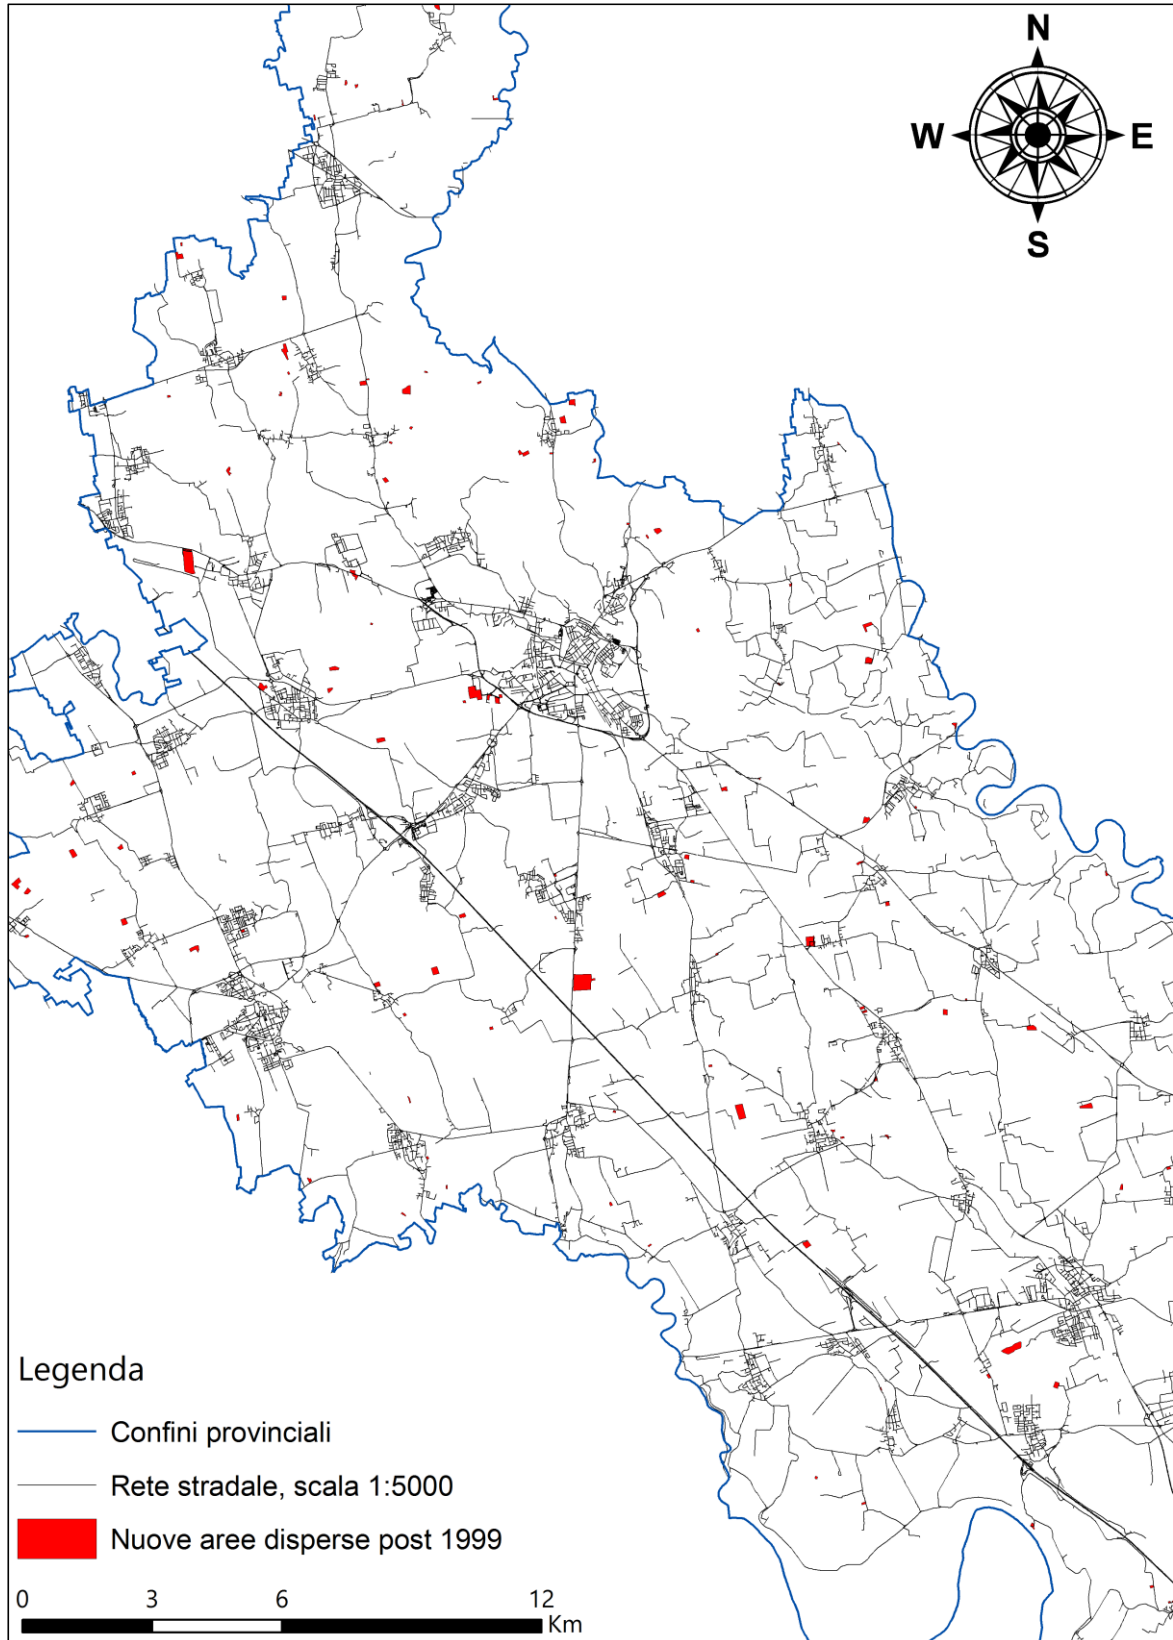 N
W E
S
Legenda
Confini provinciali
Rete stradale, scala 1:5000
Nuove aree disperse post 1999
0 3 6 12
Km